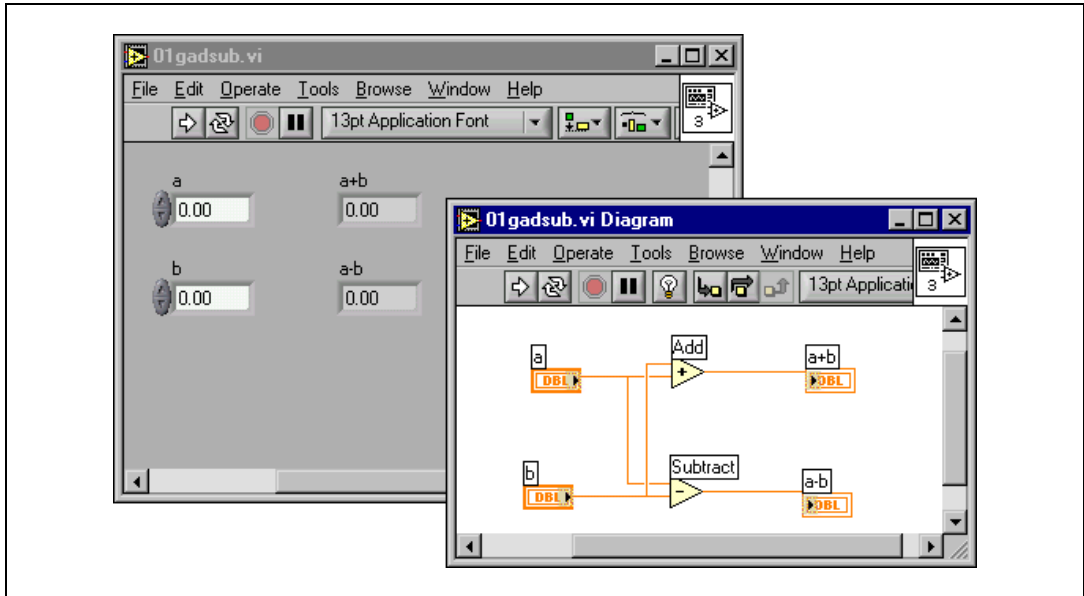 01gadsub.vi
File Edit Operate Tools Browse Window Help
13pt Application Font
3
a
0.00
a+b
0.00
b
0.00
a-b
0.00
01gadsub.vi Diagram
File Edit Operate Tools Browse Window Help
13pt Applicati
3
a
DBL
Add
+
a+b
DBL
b
DBL
Subtract
-
a-b
DBL